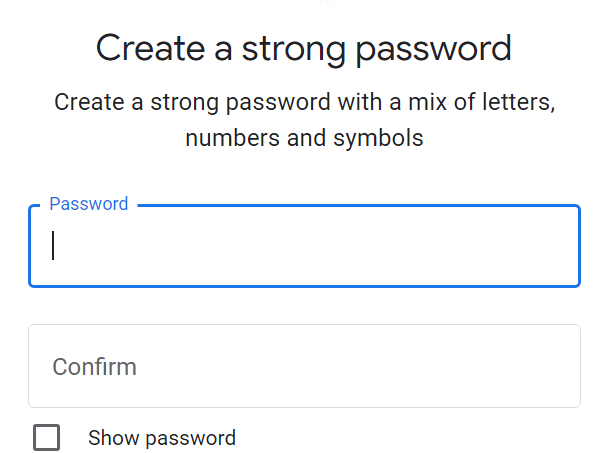 Create a strong password
Create a strong password with a mix of letters,
numbers and symbols
Password
Confirm
Show password